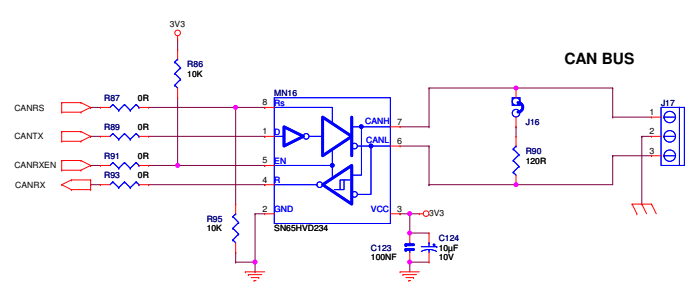 3V3
CAN BUS
R86
10K
MN16
J17
CANRS
R87 0R
8 Rs
CANH 7
1
J16
CANTX
R89 0R
1 D
2
CANL 6
R90
120R
3
CANRXEN
R91 0R
5 EN
CANRX
R93 0R
4 R
R95
10K
2 GND
VCC 3
3V3
SN65HVD234
C123
100NF
C124
10µF
10V